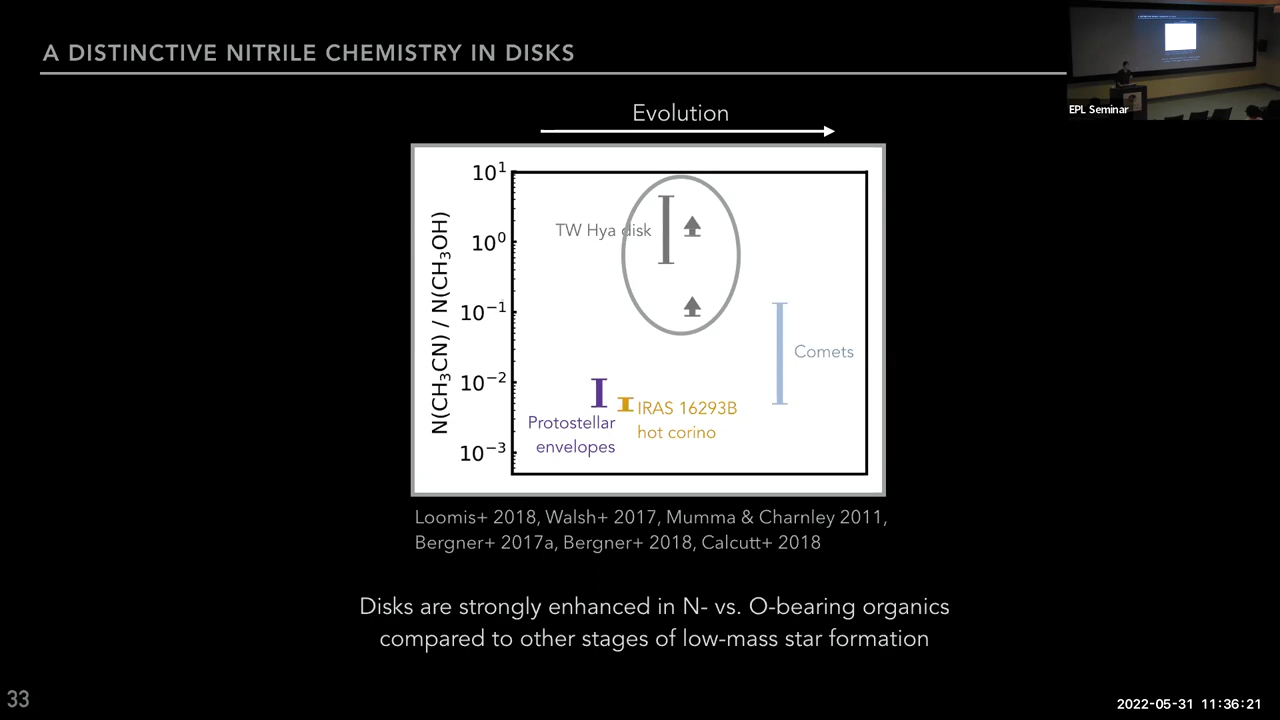 A DISTINCTIVE NITRILE CHEMISTRY IN DISKS
EPL Seminar
Evolution
N(CH₃CN) / N(CH₃OH)
10¹
10⁰
10⁻¹
10⁻²
10⁻³
TW Hya disk
Comets
IRAS 16293B
hot corino
Protostellar
envelopes
Loomis+ 2018, Walsh+ 2017, Mumma & Charnley 2011,
Bergner+ 2017a, Bergner+ 2018, Calcutt+ 2018
Disks are strongly enhanced in N- vs. O-bearing organics
compared to other stages of low-mass star formation
33
2022-05-31 11:36:21